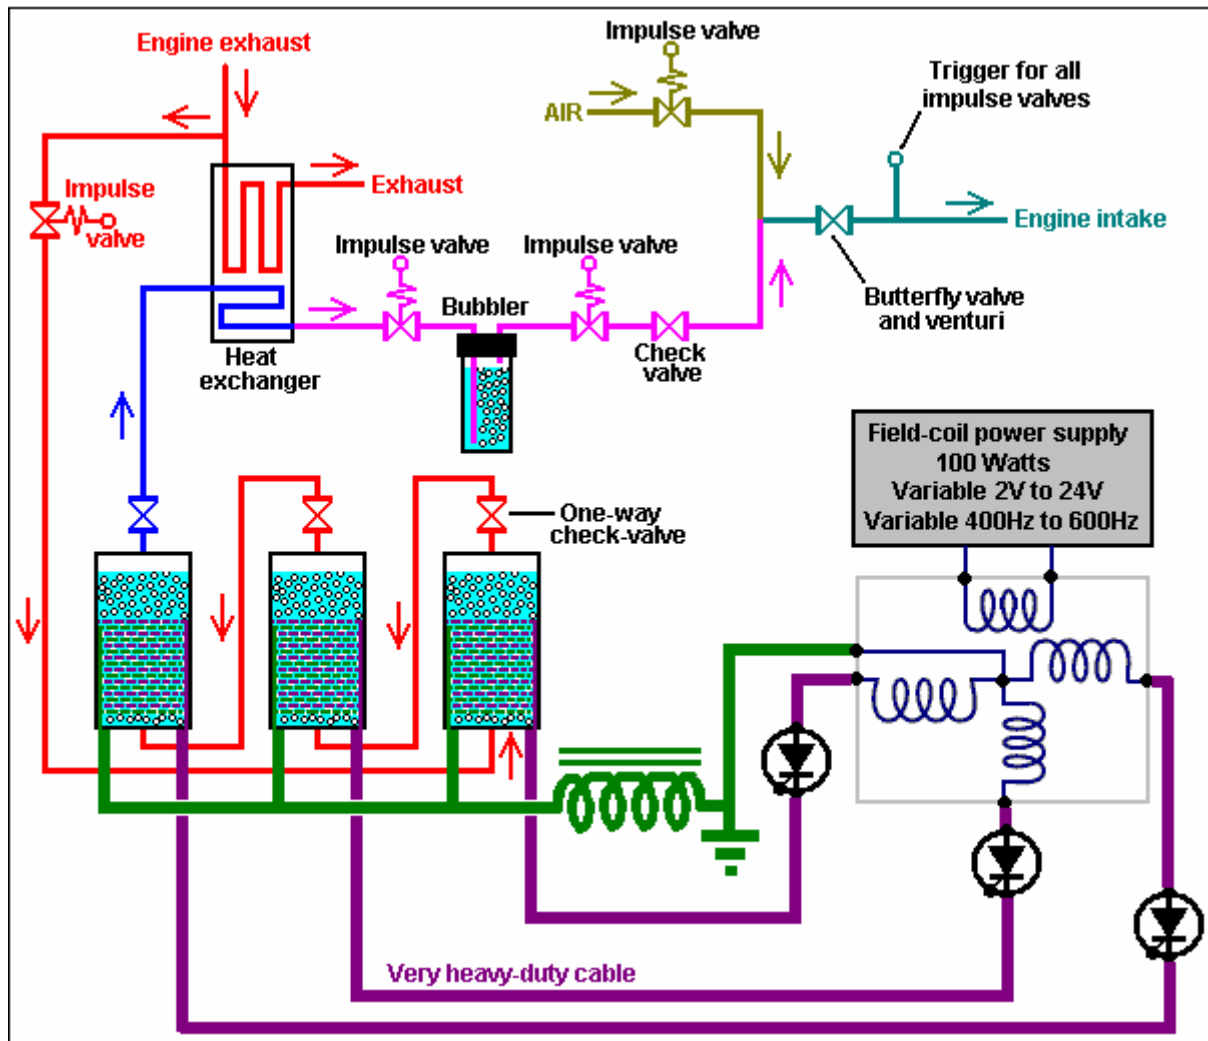 Engine exhaust
Impulse valve
Trigger for all
impulse valves
AIR
Exhaust
Impulse
valve
Engine intake
Impulse valve
Impulse valve
Bubbler
Butterfly valve
and venturi
Heat
exchanger
Check
valve
Field-coil power supply
100 Watts
Variable 2V to 24V
Variable 400Hz to 600Hz
One-way
check-valve
Very heavy-duty cable